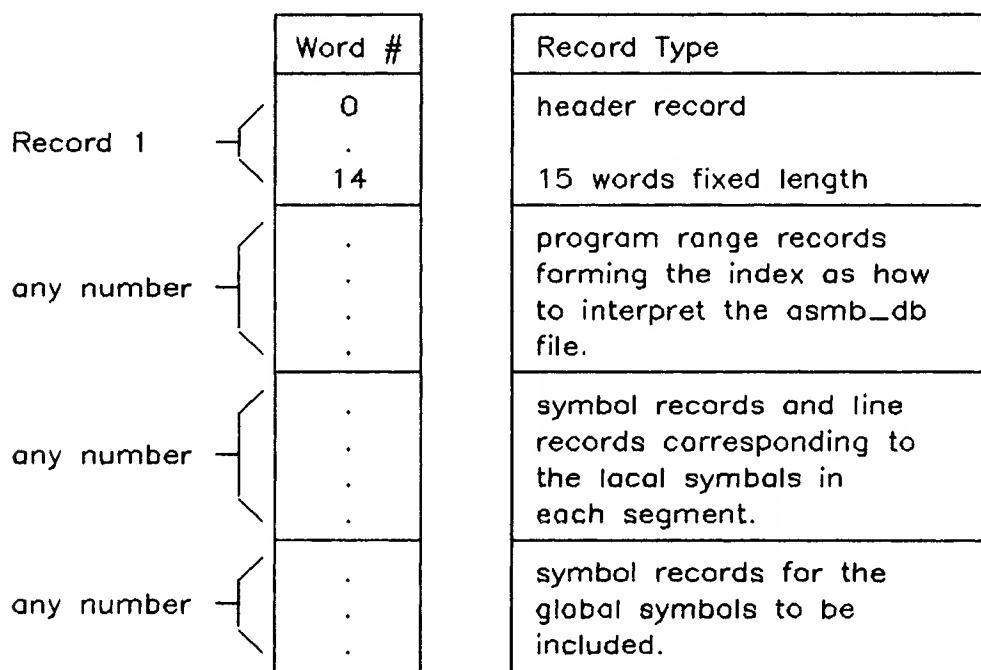 Word #
Record Type
Record 1
0
.
14
header record
15 words fixed length
any number
.
.
.
.
program range records
forming the index as how
to interpret the asmb_db
file.
any number
.
.
.
.
symbol records and line
records corresponding to
the local symbols in
each segment.
any number
.
.
.
symbol records for the
global symbols to be
included.